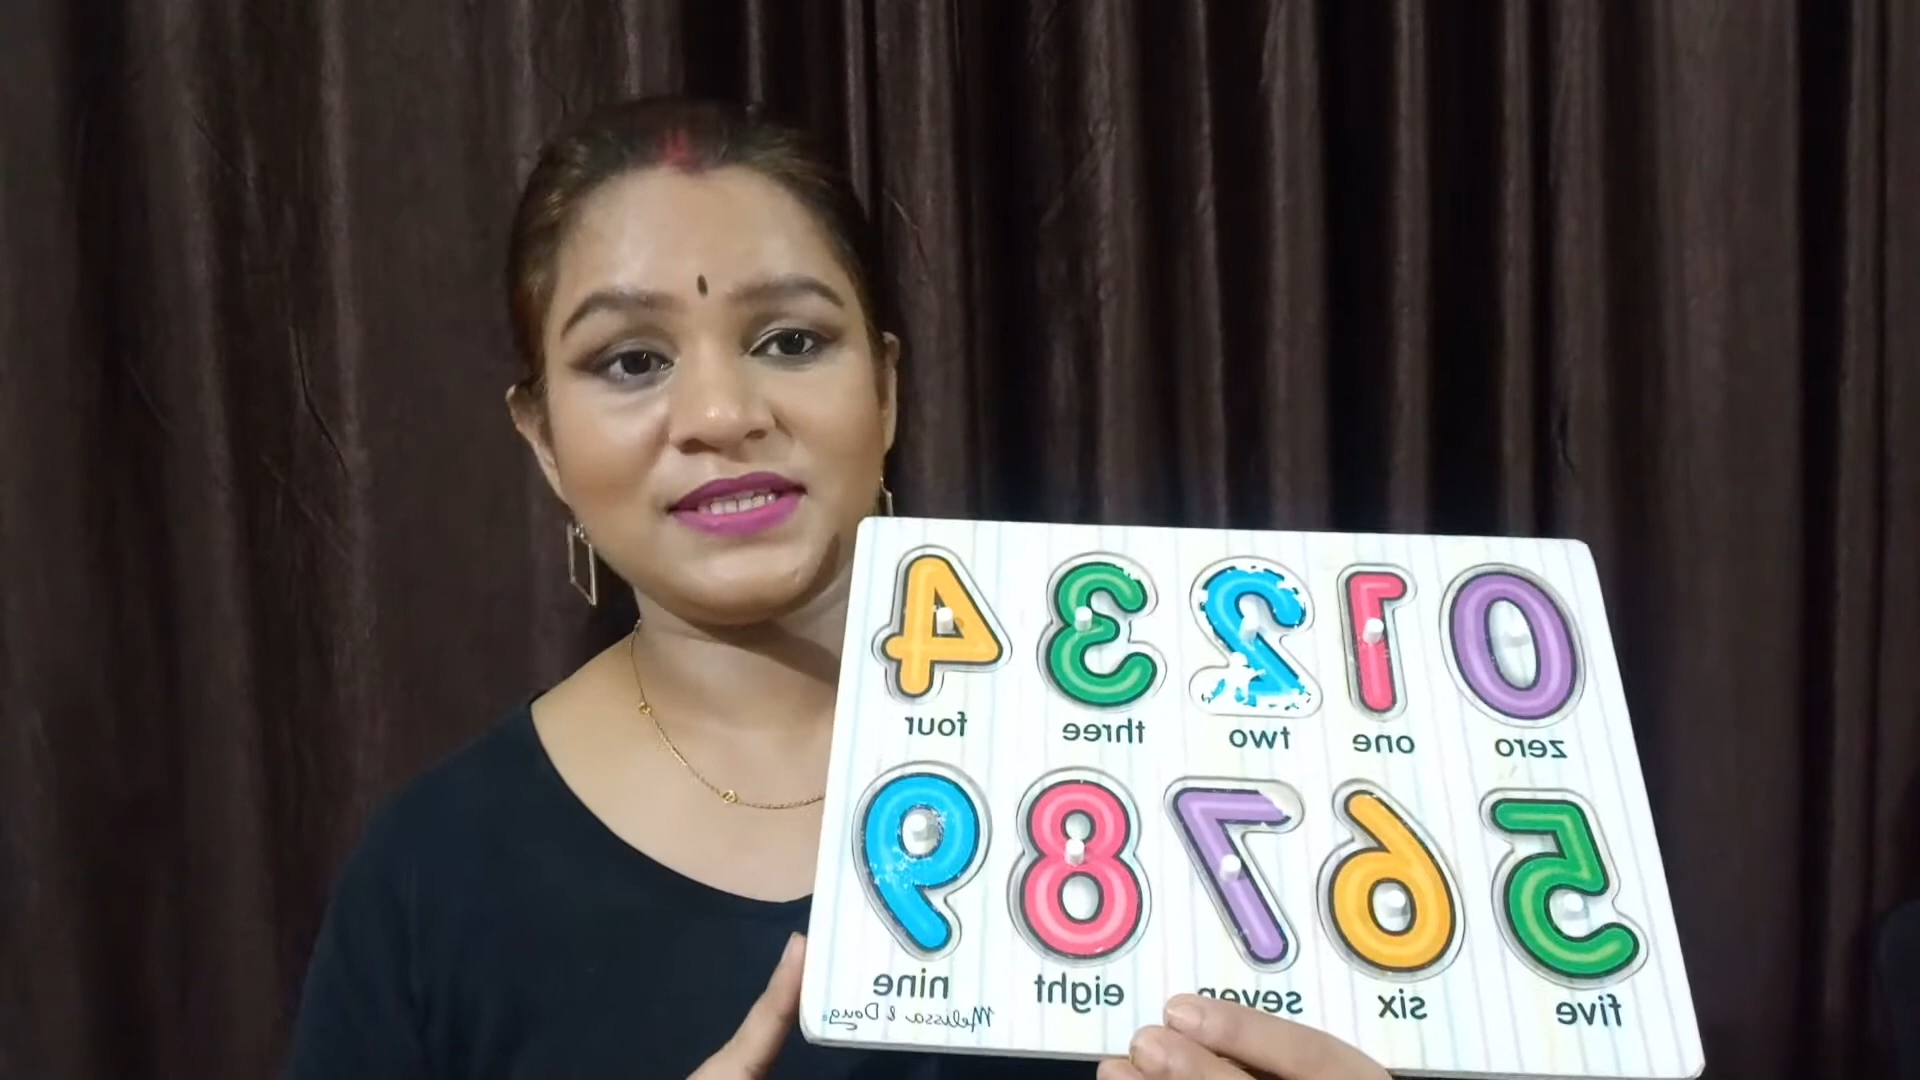 0 1 2 3 4
zero one two three four
5 6 7 8 9
five six seven eight nine
Melissa & Doug